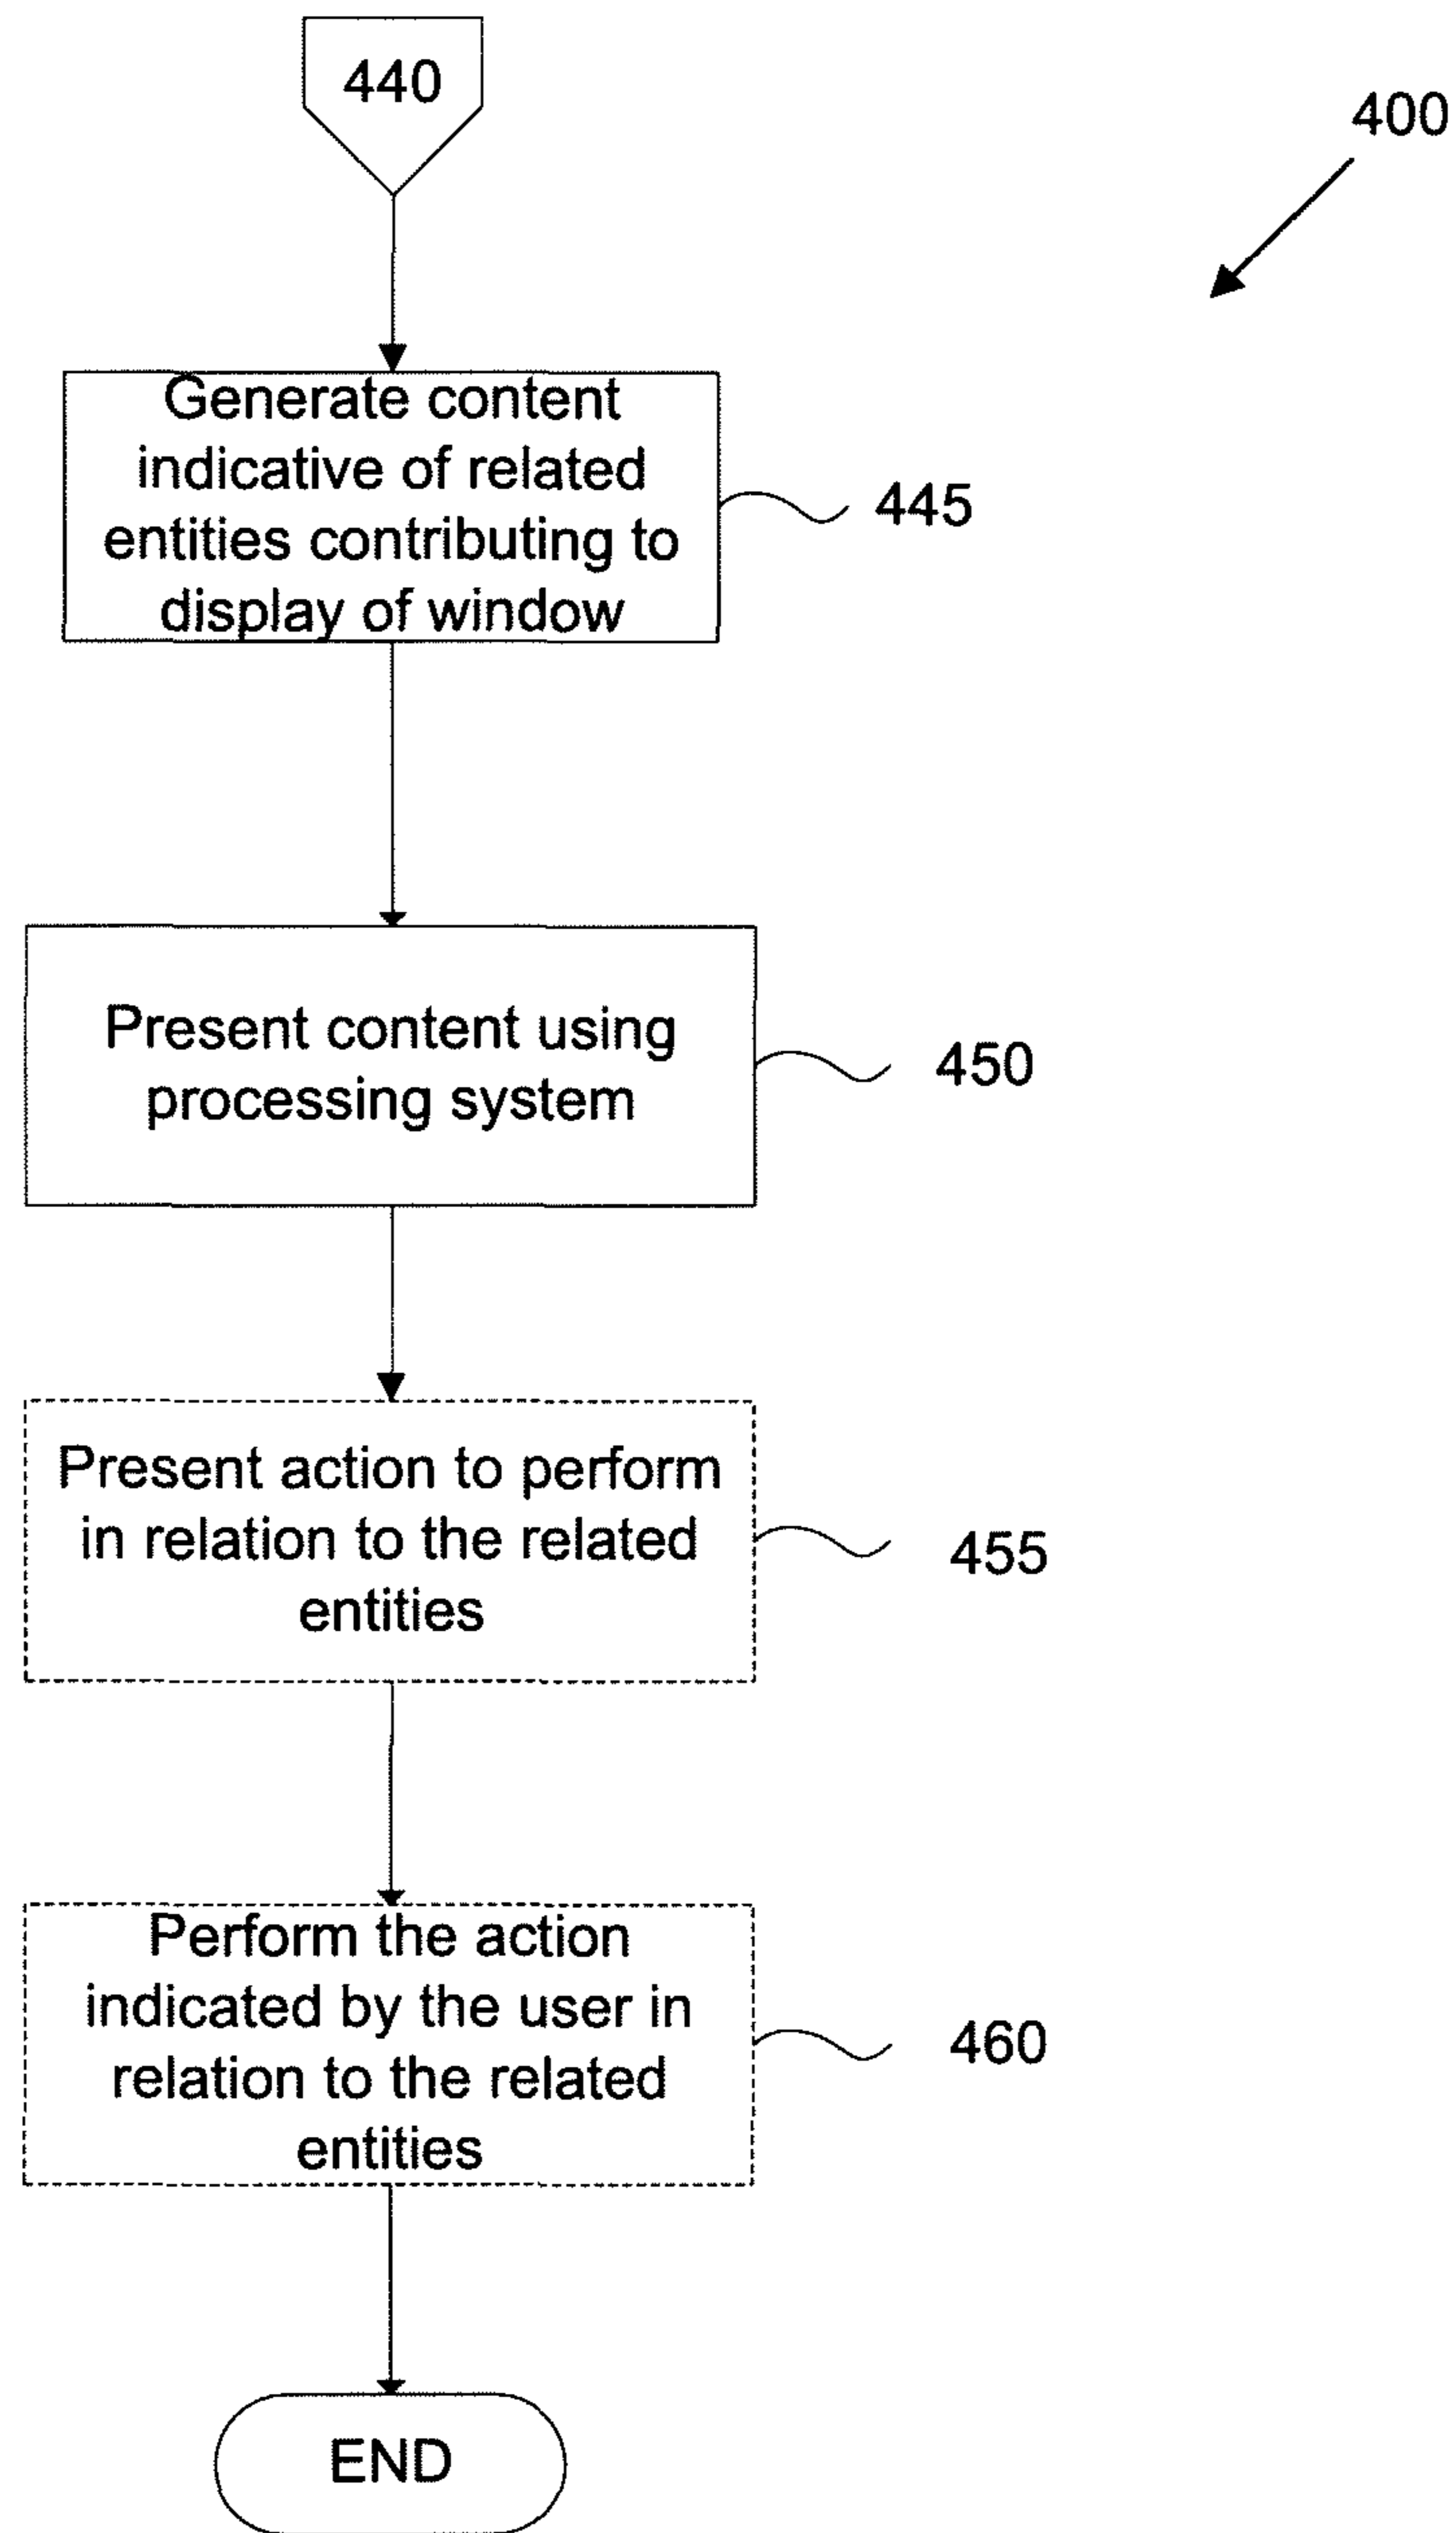 440
400
Generate content
indicative of related
entities contributing to
display of window
445
Present content using
processing system
450
Present action to perform
in relation to the related
entities
455
Perform the action
indicated by the user in
relation to the related
entities
460
END